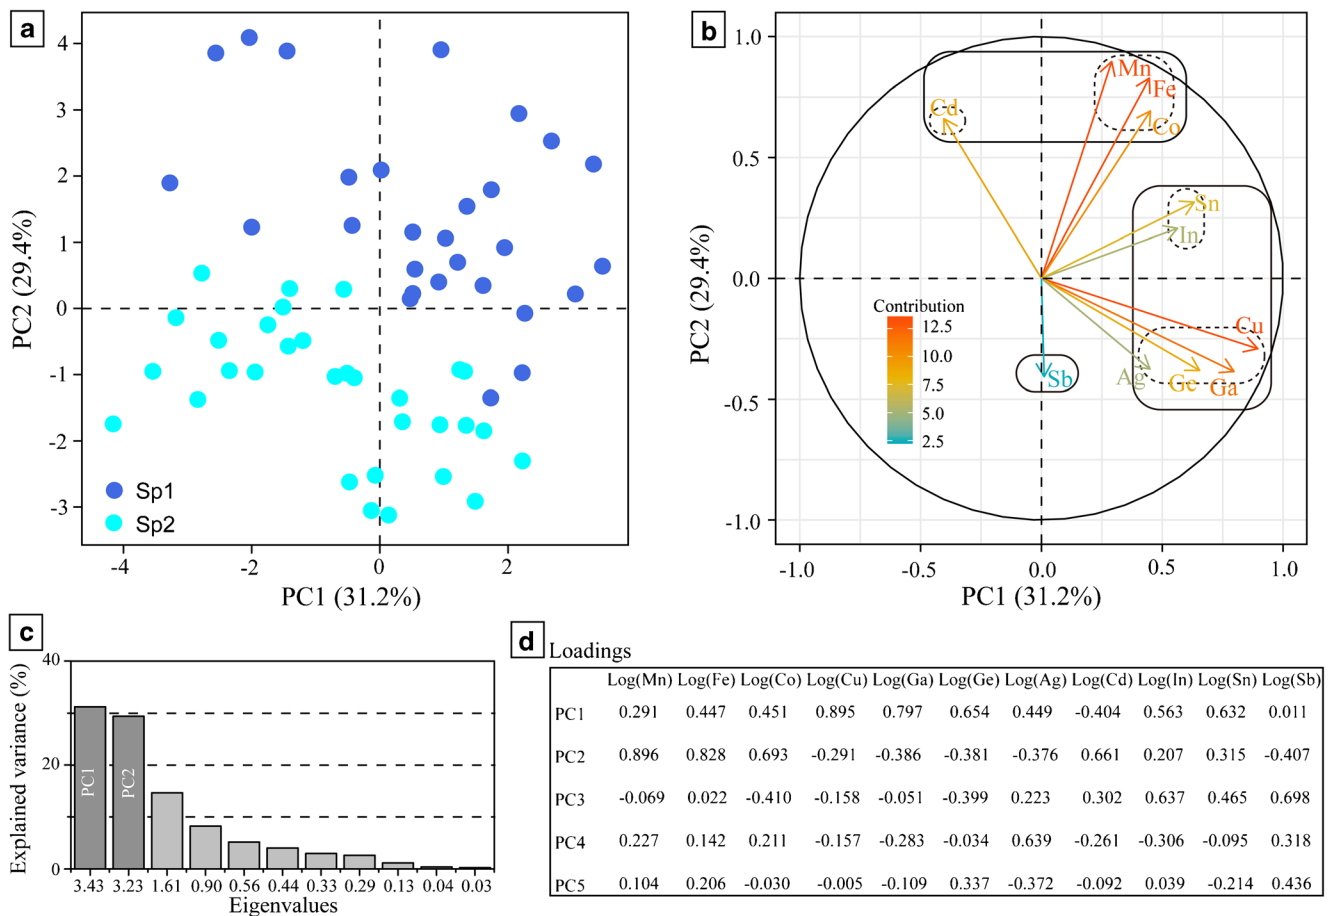 a
4
3
2
1
0
-1
-2
-3
PC2 (29.4%)
Sp1
Sp2
-4
-2
0
2
PC1 (31.2%)
b
1.0
0.5
0.0
-0.5
-1.0
PC2 (29.4%)
Mn
Fe
Co
Cd
Sn
In
Cu
Ag
Ge
Ga
Sb
Contribution
12.5
10.0
7.5
5.0
2.5
-1.0
-0.5
0.0
0.5
1.0
PC1 (31.2%)
c
40
20
0
Explained variance (%)
PC1
PC2
3.43 3.23 1.61 0.90 0.56 0.44 0.33 0.29 0.13 0.04 0.03
Eigenvalues
d
Loadings
Log(Mn) Log(Fe) Log(Co) Log(Cu) Log(Ga) Log(Ge) Log(Ag) Log(Cd) Log(In) Log(Sn) Log(Sb)
PC1 0.291 0.447 0.451 0.895 0.797 0.654 0.449 -0.404 0.563 0.632 0.011
PC2 0.896 0.828 0.693 -0.291 -0.386 -0.381 -0.376 0.661 0.207 0.315 -0.407
PC3 -0.069 0.022 -0.410 -0.158 -0.051 -0.399 0.223 0.302 0.637 0.465 0.698
PC4 0.227 0.142 0.211 -0.157 -0.283 -0.034 0.639 -0.261 -0.306 -0.095 0.318
PC5 0.104 0.206 -0.030 -0.005 -0.109 0.337 -0.372 -0.092 0.039 -0.214 0.436